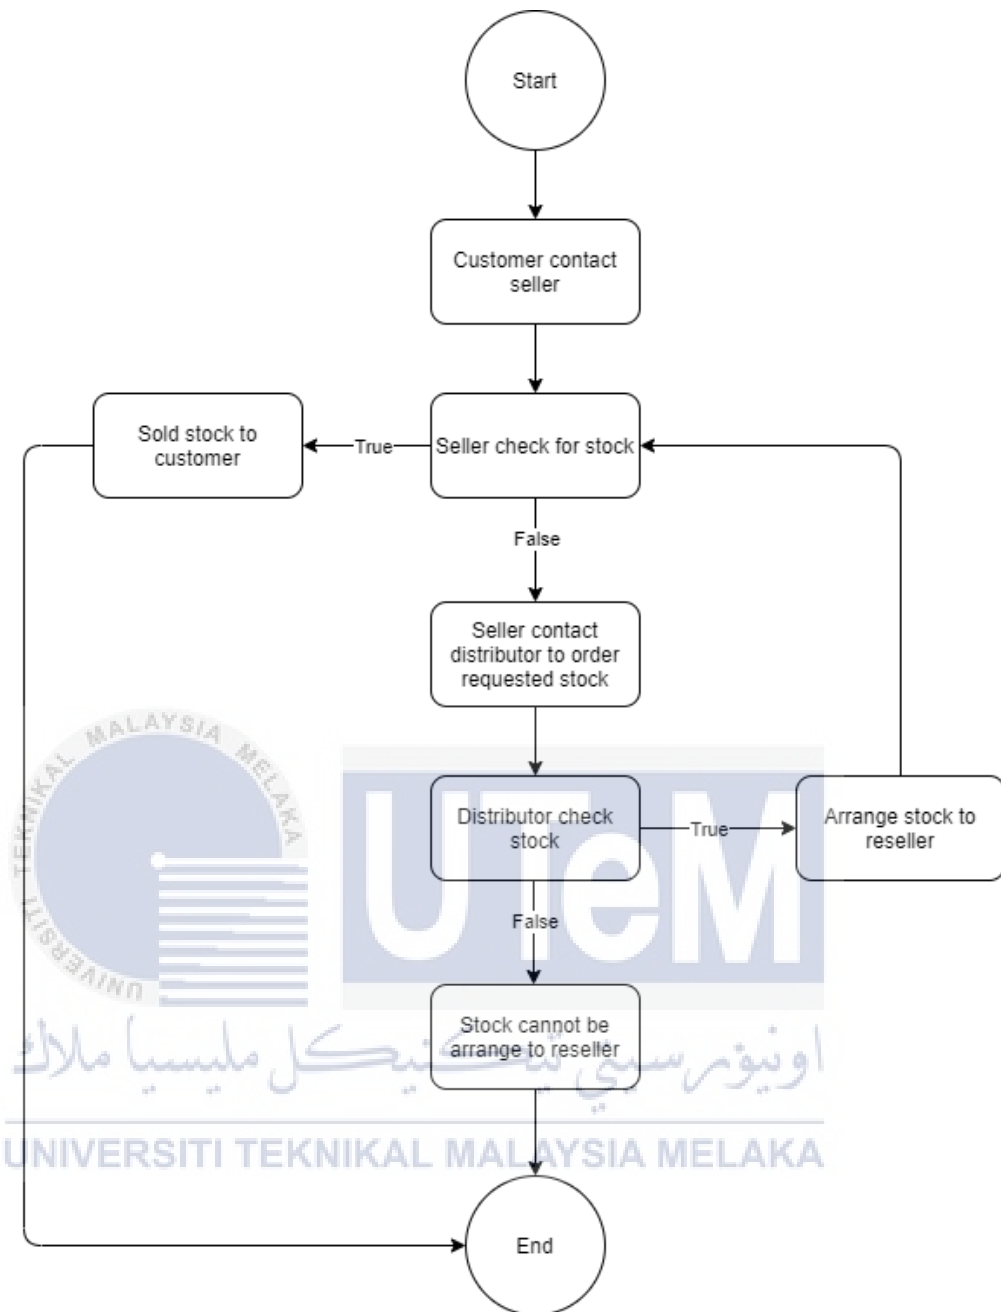 Start
Customer contact
seller
Sold stock to
customer
True
Seller check for stock
False
Seller contact
distributor to order
requested stock
UNIVERSITI TEKNIKAL MALAYSIA MELAKA
UTeM
Distributor check
stock
True
Arrange stock to
reseller
False
Stock cannot be
arrange to reseller
اونيۏرسيتي تيكنيكل مليسيا ملاك
UNIVERSITI TEKNIKAL MALAYSIA MELAKA
End